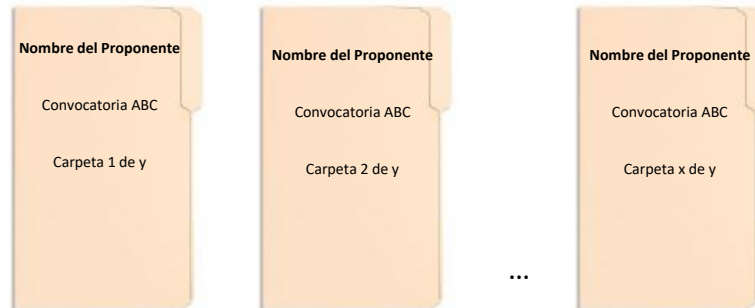 Nombre del Proponente
Convocatoria ABC
Carpeta 1 de y
Nombre del Proponente
Convocatoria ABC
Carpeta 2 de y
...
Nombre del Proponente
Convocatoria ABC
Carpeta x de y